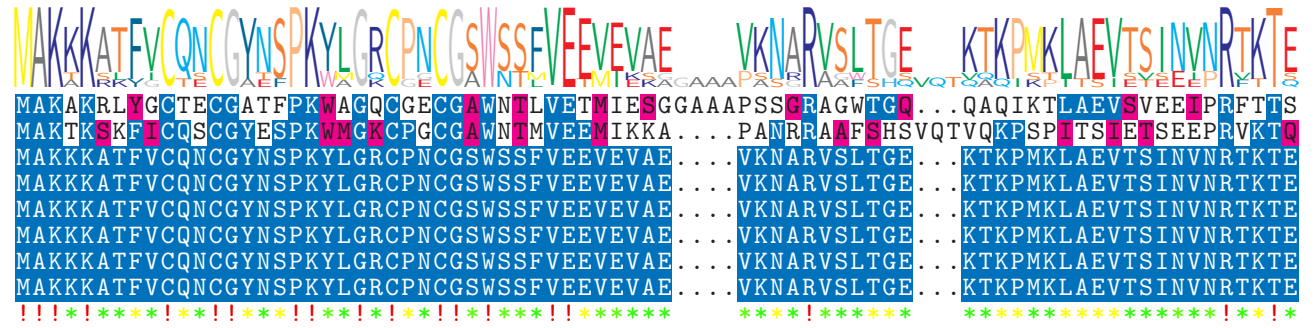 MAKKKATFVCQNCGYNSPKYLGRCPNCGSWSSFVEEVEVAE VKNARVSLTGE KTKPMKLAEVTSINVNRTKTE
MAKAKRLYGCTECGATFPKWAGQCGECGAWNTLVETMIESGGAAAPSSGRAGWTGQ...QAQIKTLAEVSVEEIPRFTTS
MAKTKSKFICQSCGYESPKWMGKCPGCGAWNTMVEEMIKKA....PANRRAAFSHSVQTVQKPSPITSIETSEEPRVKTQ
MAKKKATFVCQNCGYNSPKYLGRCPNCGSWSSFVEEVEVAE....VKNARVSLTGE...KTKPMKLAEVTSINVNRTKTE
MAKKKATFVCQNCGYNSPKYLGRCPNCGSWSSFVEEVEVAE....VKNARVSLTGE...KTKPMKLAEVTSINVNRTKTE
MAKKKATFVCQNCGYNSPKYLGRCPNCGSWSSFVEEVEVAE....VKNARVSLTGE...KTKPMKLAEVTSINVNRTKTE
MAKKKATFVCQNCGYNSPKYLGRCPNCGSWSSFVEEVEVAE....VKNARVSLTGE...KTKPMKLAEVTSINVNRTKTE
MAKKKATFVCQNCGYNSPKYLGRCPNCGSWSSFVEEVEVAE....VKNARVSLTGE...KTKPMKLAEVTSINVNRTKTE
MAKKKATFVCQNCGYNSPKYLGRCPNCGSWSSFVEEVEVAE....VKNARVSLTGE...KTKPMKLAEVTSINVNRTKTE
!!!*!****!**!!***!!**!*!**!!*!***!!****** ****!****** ****************!**!*